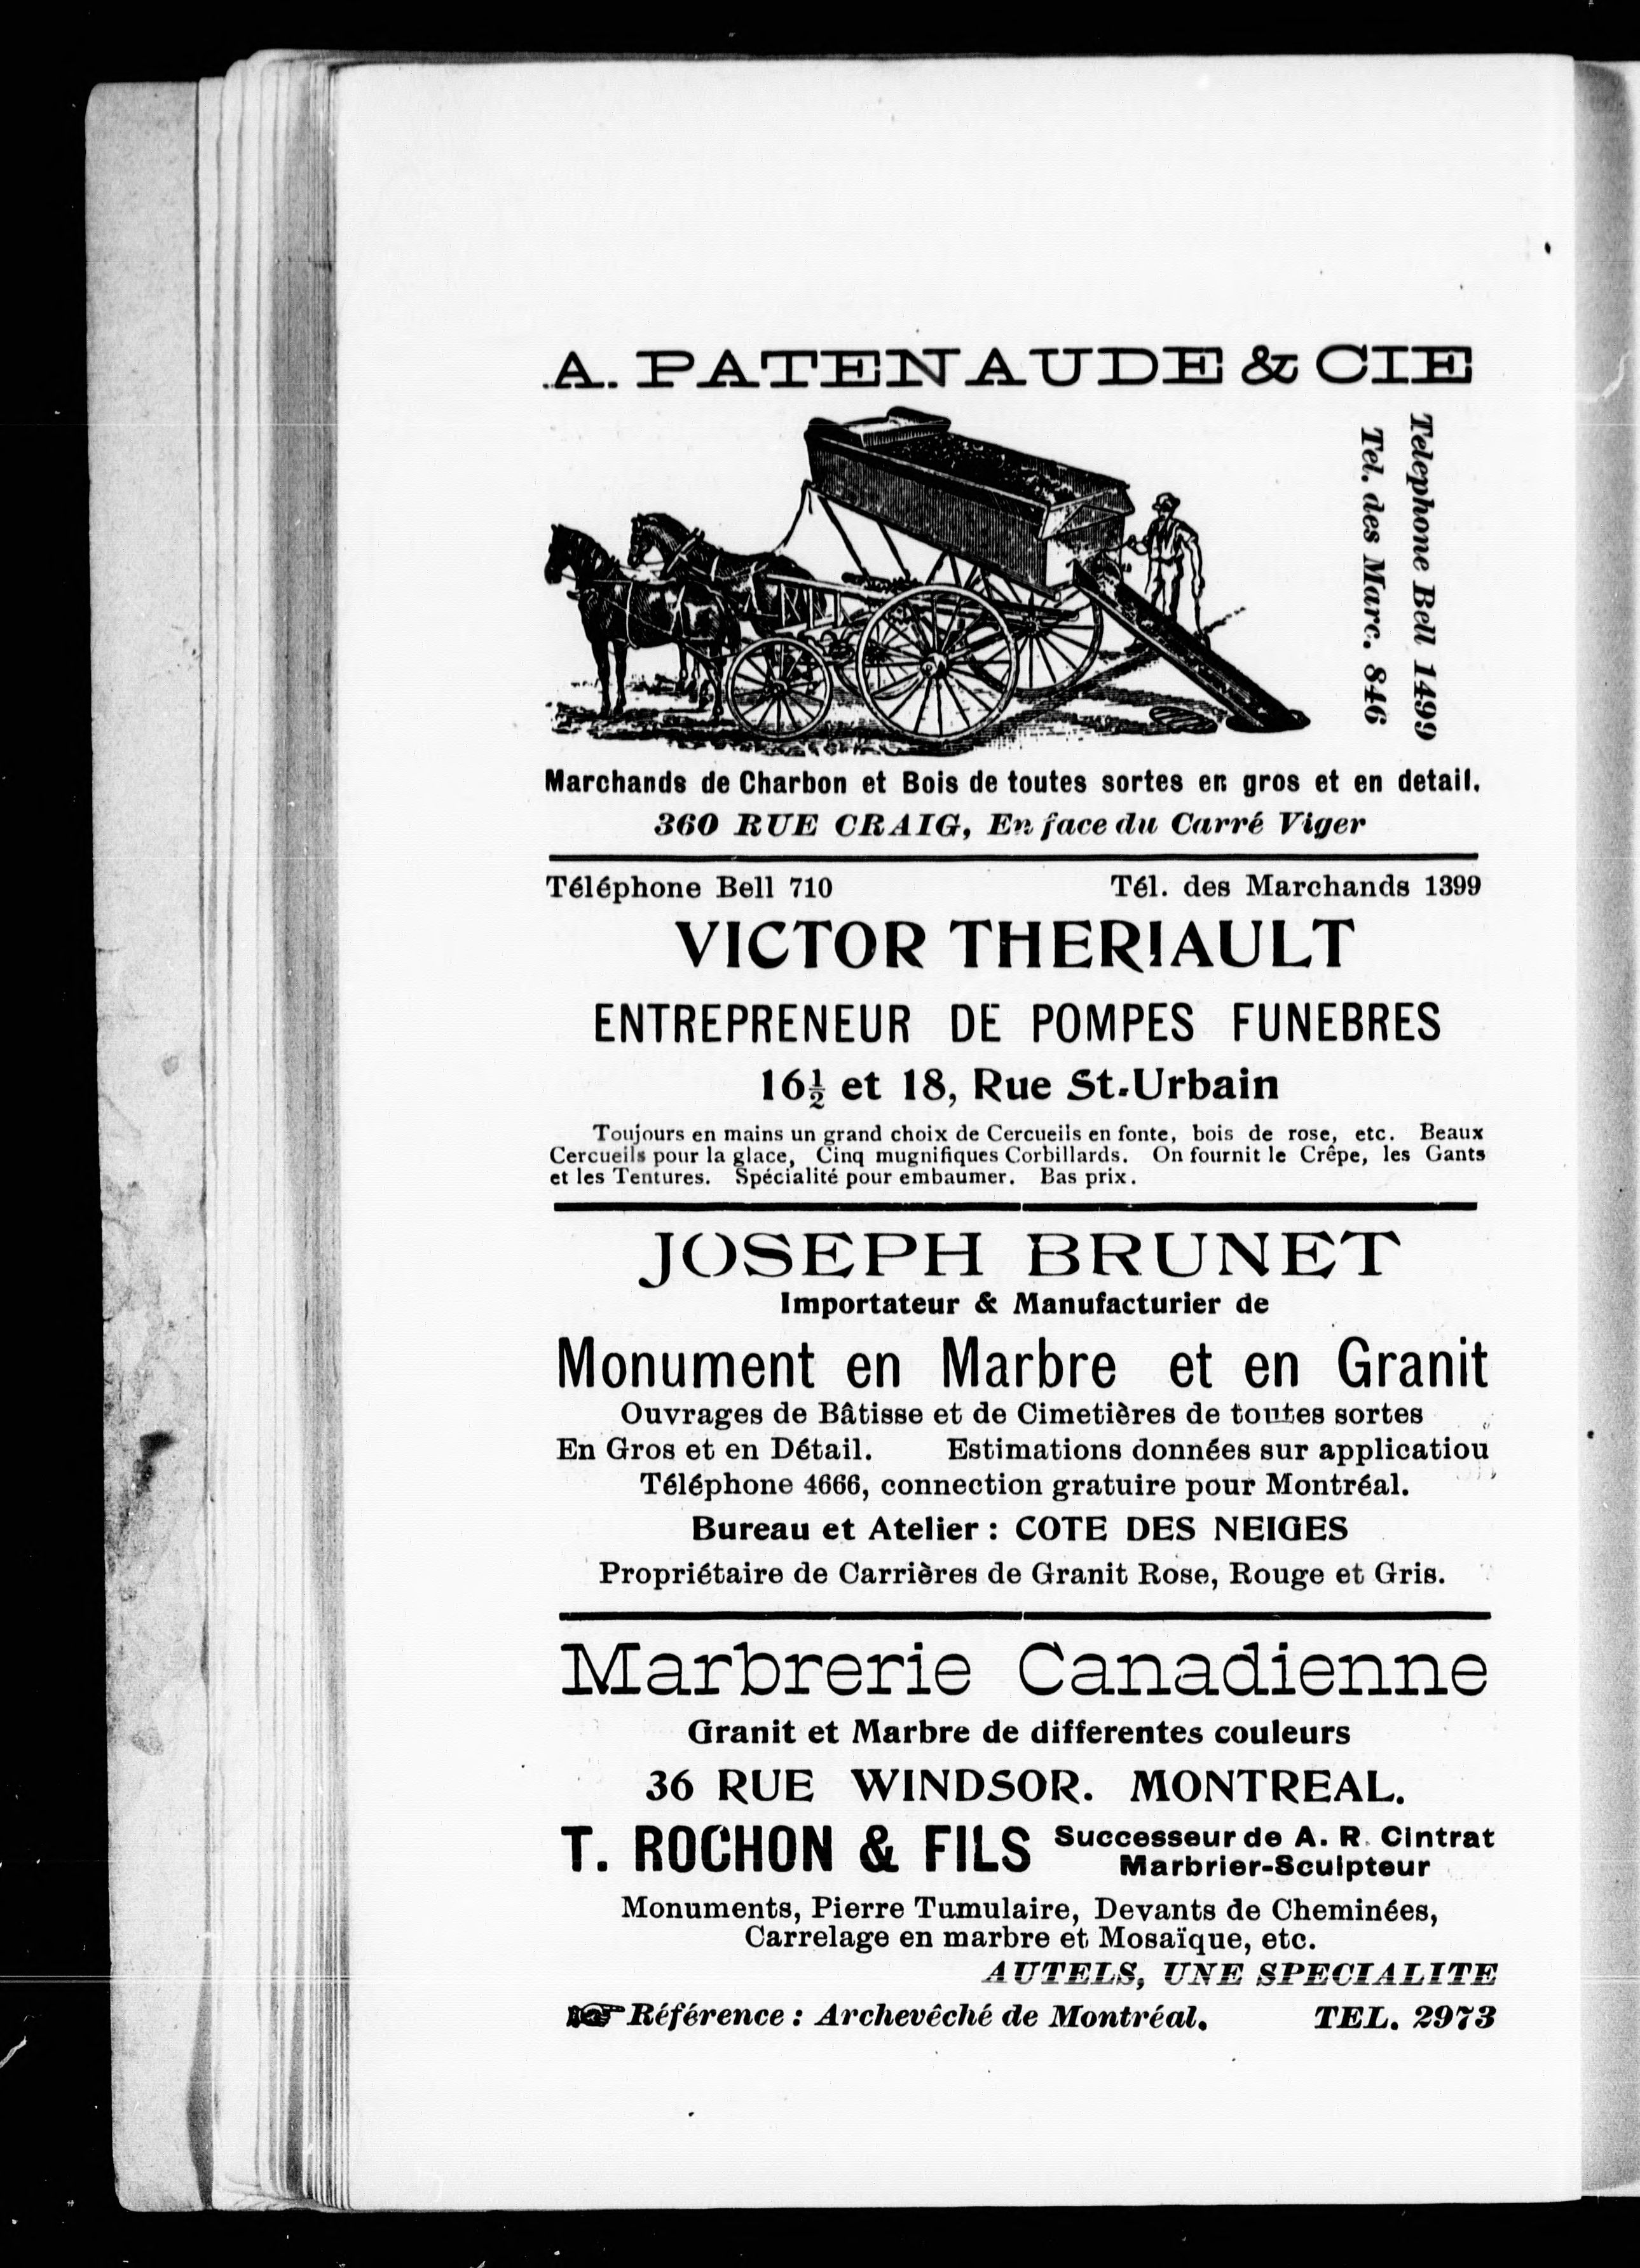 A. PATENAUDE & CIE
Telephone Bell 1499
Tel. des Marc. 846
Marchands de Charbon et Bois de toutes sortes en gros et en detail.
360 RUE CRAIG, En face du Carré Viger
Téléphone Bell 710 Tél. des Marchands 1399
VICTOR THERIAULT
ENTREPRENEUR DE POMPES FUNEBRES
16½ et 18, Rue St-Urbain
Toujours en mains un grand choix de Cercueils en fonte, bois de rose, etc. Beaux
Cercueils pour la glace, Cinq mugnifiques Corbillards. On fournit le Crêpe, les Gants
et les Tentures. Spécialité pour embaumer. Bas prix.
JOSEPH BRUNET
Importateur & Manufacturier de
Monument en Marbre et en Granit
Ouvrages de Bâtisse et de Cimetières de toutes sortes
En Gros et en Détail. Estimations données sur applicatiou
Téléphone 4666, connection gratuire pour Montréal.
Bureau et Atelier : COTE DES NEIGES
Propriétaire de Carrières de Granit Rose, Rouge et Gris.
Marbrerie Canadienne
Granit et Marbre de differentes couleurs
36 RUE WINDSOR. MONTREAL.
T. ROCHON & FILS Successeur de A. R. Cintrat
Marbrier-Sculpteur
Monuments, Pierre Tumulaire, Devants de Cheminées,
Carrelage en marbre et Mosaïque, etc.
AUTELS, UNE SPECIALITE
☞ Référence : Archevêché de Montréal. TEL. 2973